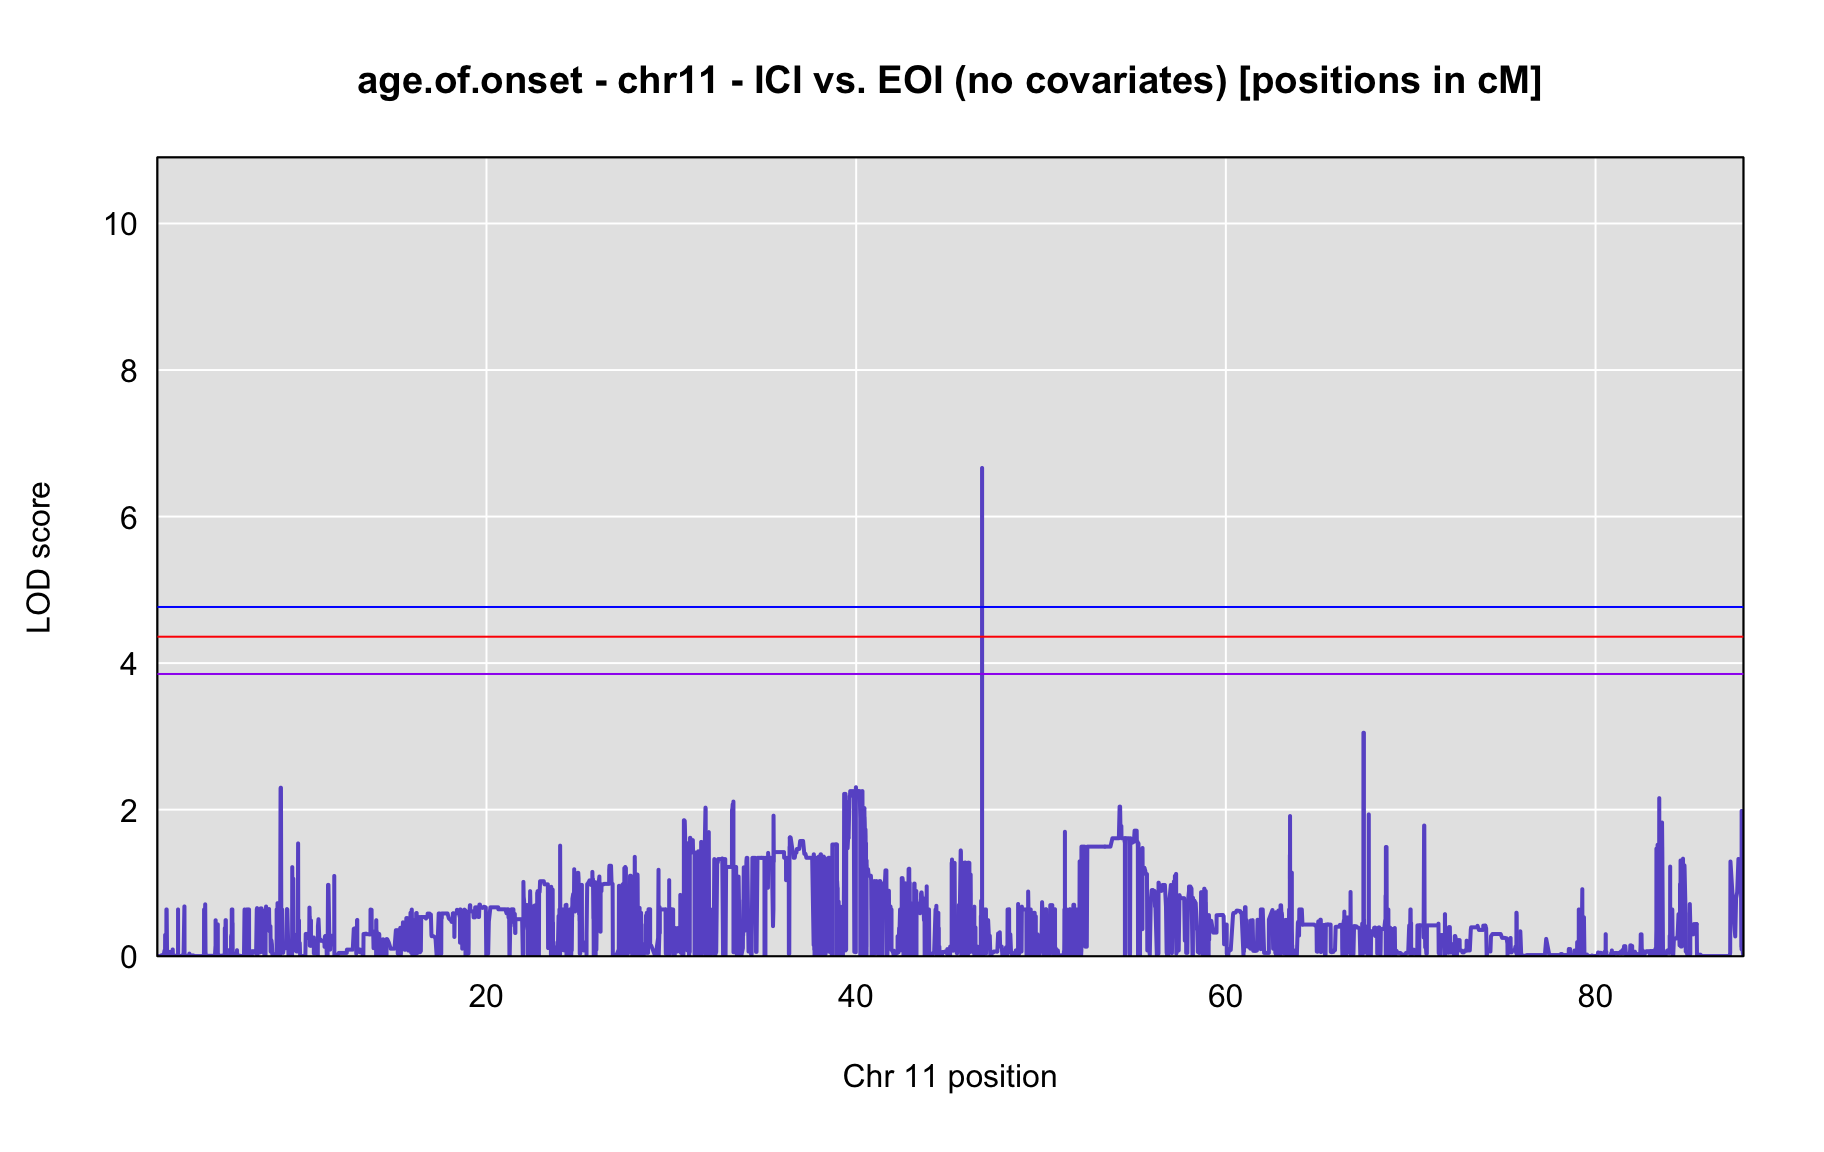 age.of.onset - chr11 - ICI vs. EOI (no covariates) [positions in cM]
10
8
6
4
2
0
LOD score
20 40 60 80
Chr 11 position